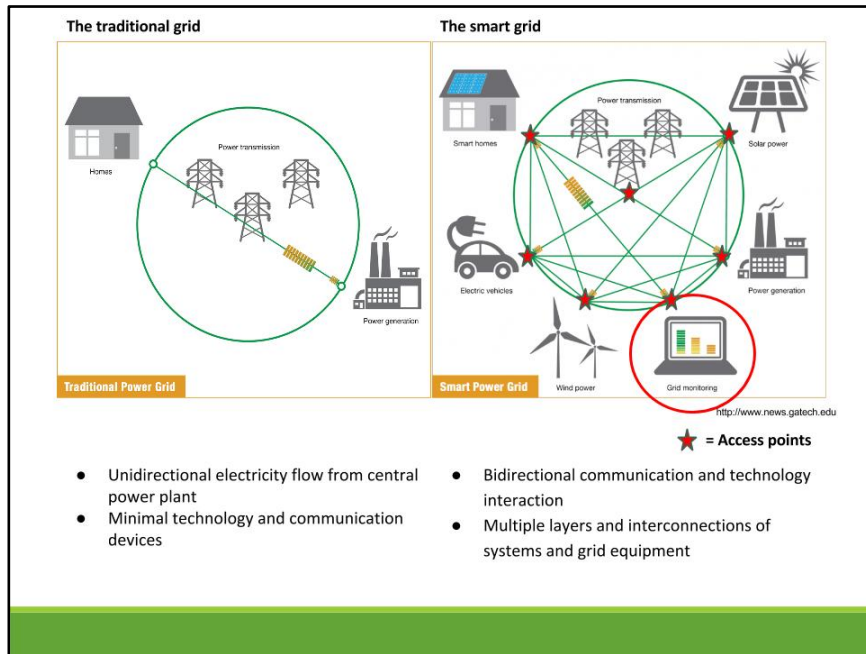 The traditional grid
Homes
Power transmission
Power generation
Traditional Power Grid
● Unidirectional electricity flow from central
power plant
● Minimal technology and communication
devices
The smart grid
Power transmission
Smart homes
Solar power
Electric vehicles
Power generation
Wind power
Grid monitoring
Smart Power Grid
http://www.news.gatech.edu
= Access points
● Bidirectional communication and technology
interaction
● Multiple layers and interconnections of
systems and grid equipment